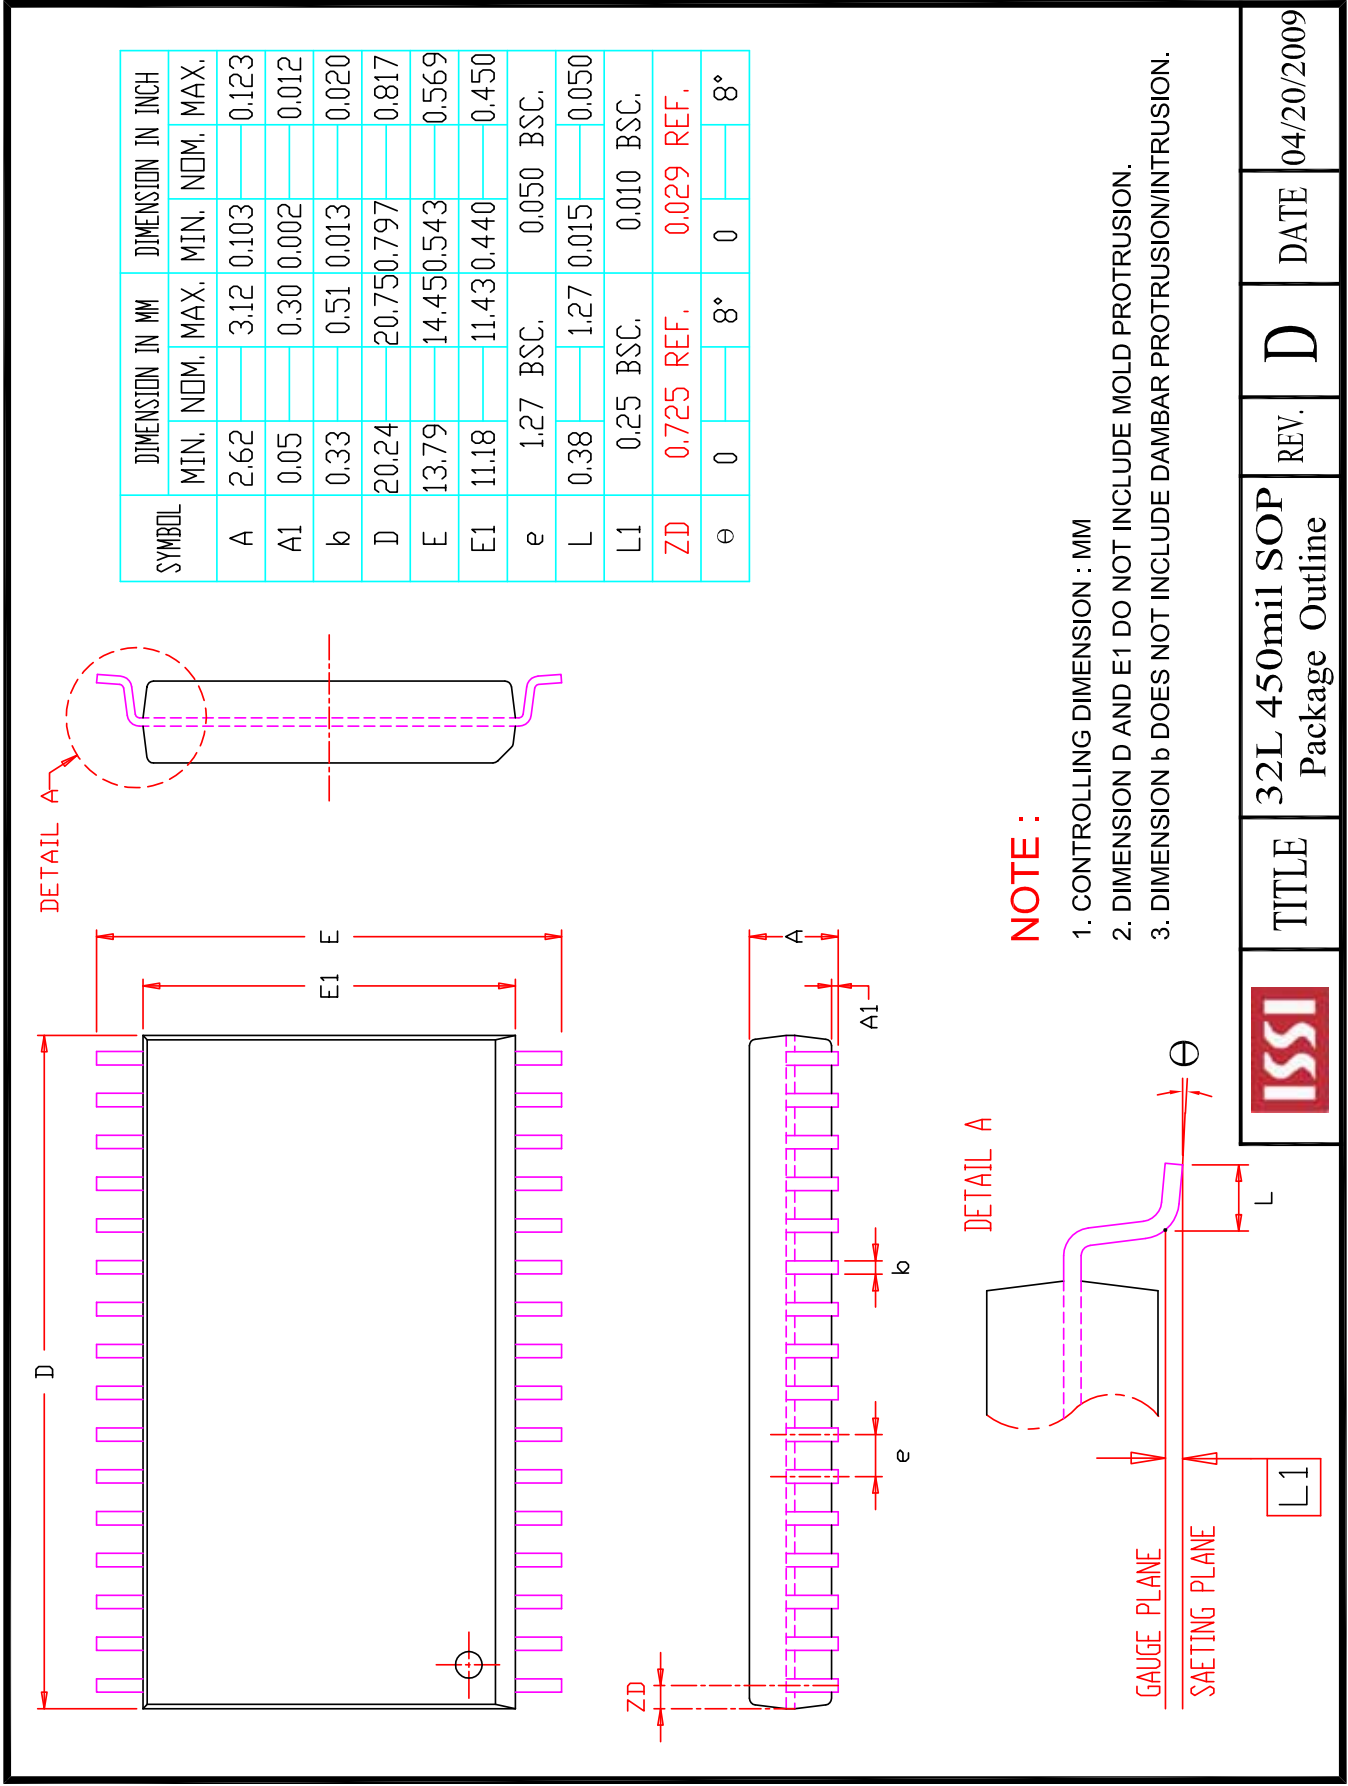 D
E
E1
DETAIL A
SYMBOL DIMENSION IN MM DIMENSION IN INCH
MIN. NOM. MAX. MIN. NOM. MAX.
A 2.62 3.12 0.103 0.123
A1 0.05 0.30 0.002 0.012
b 0.33 0.51 0.013 0.020
D 20.24 20.75 0.797 0.817
E 13.79 14.45 0.543 0.569
E1 11.18 11.43 0.440 0.450
e 1.27 BSC. 0.050 BSC.
L 0.38 1.27 0.015 0.050
L1 0.25 BSC. 0.010 BSC.
ZD 0.725 REF. 0.029 REF.
θ 0 8° 0 8°
ZD
A
A1
e
b
DETAIL A
GAUGE PLANE
SAETING PLANE
L1
L
θ
NOTE :
1. CONTROLLING DIMENSION : MM
2. DIMENSION D AND E1 DO NOT INCLUDE MOLD PROTRUSION.
3. DIMENSION b DOES NOT INCLUDE DAMBAR PROTRUSION/INTRUSION.
ISSI
TITLE
32L 450mil SOP
Package Outline
REV.
D
DATE
04/20/2009